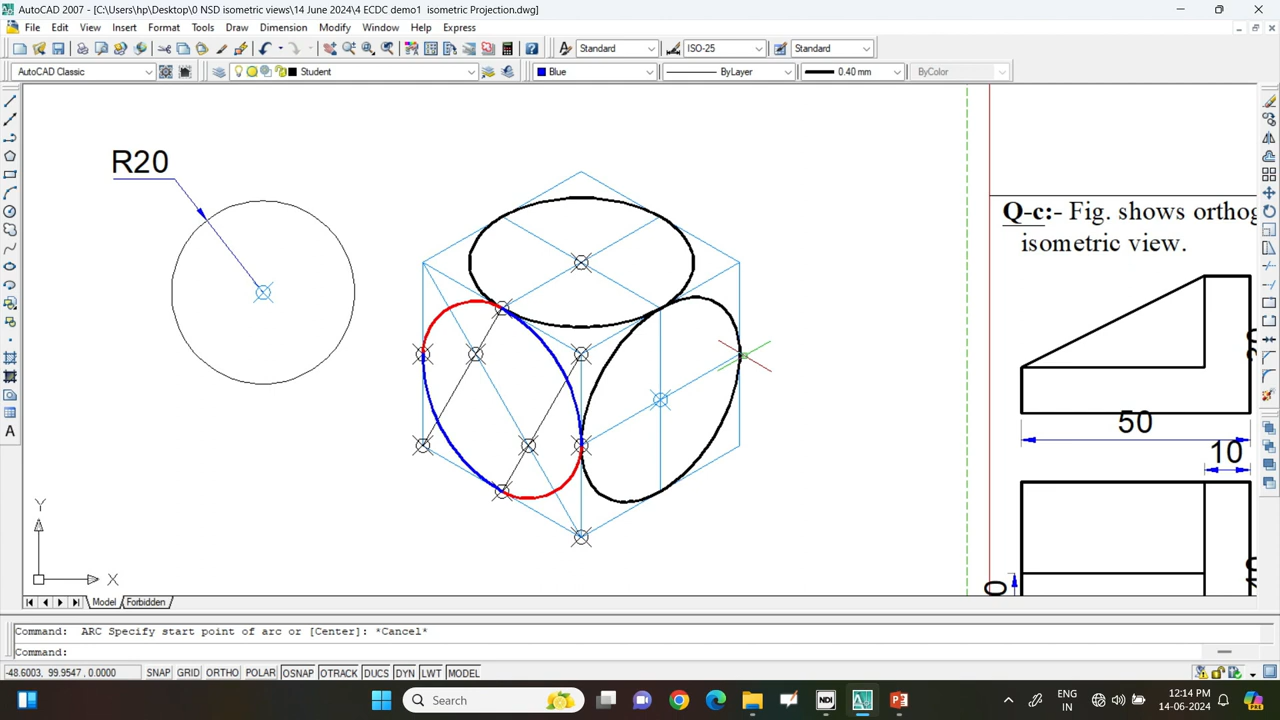 AutoCAD 2007 - [C:\Users\hp\Desktop\0 NSD isometric views\14 June 2024\4 ECDC demo1 isometric Projection.dwg]
File Edit View Insert Format Tools Draw Dimension Modify Window Help Express
Standard ISO-25 Standard
AutoCAD Classic Student Blue ByLayer 0.40 mm ByColor
R20
Q-c:- Fig. shows orthog
isometric view.
50
10
0
Y
X
Model Forbidden
Command: ARC Specify start point of arc or [Center]: *Cancel*
Command:
-48.6003, 99.9547, 0.0000 SNAP GRID ORTHO POLAR OSNAP OTRACK DUCS DYN LWT MODEL
Search
ENG
IN
12:14 PM
14-06-2024